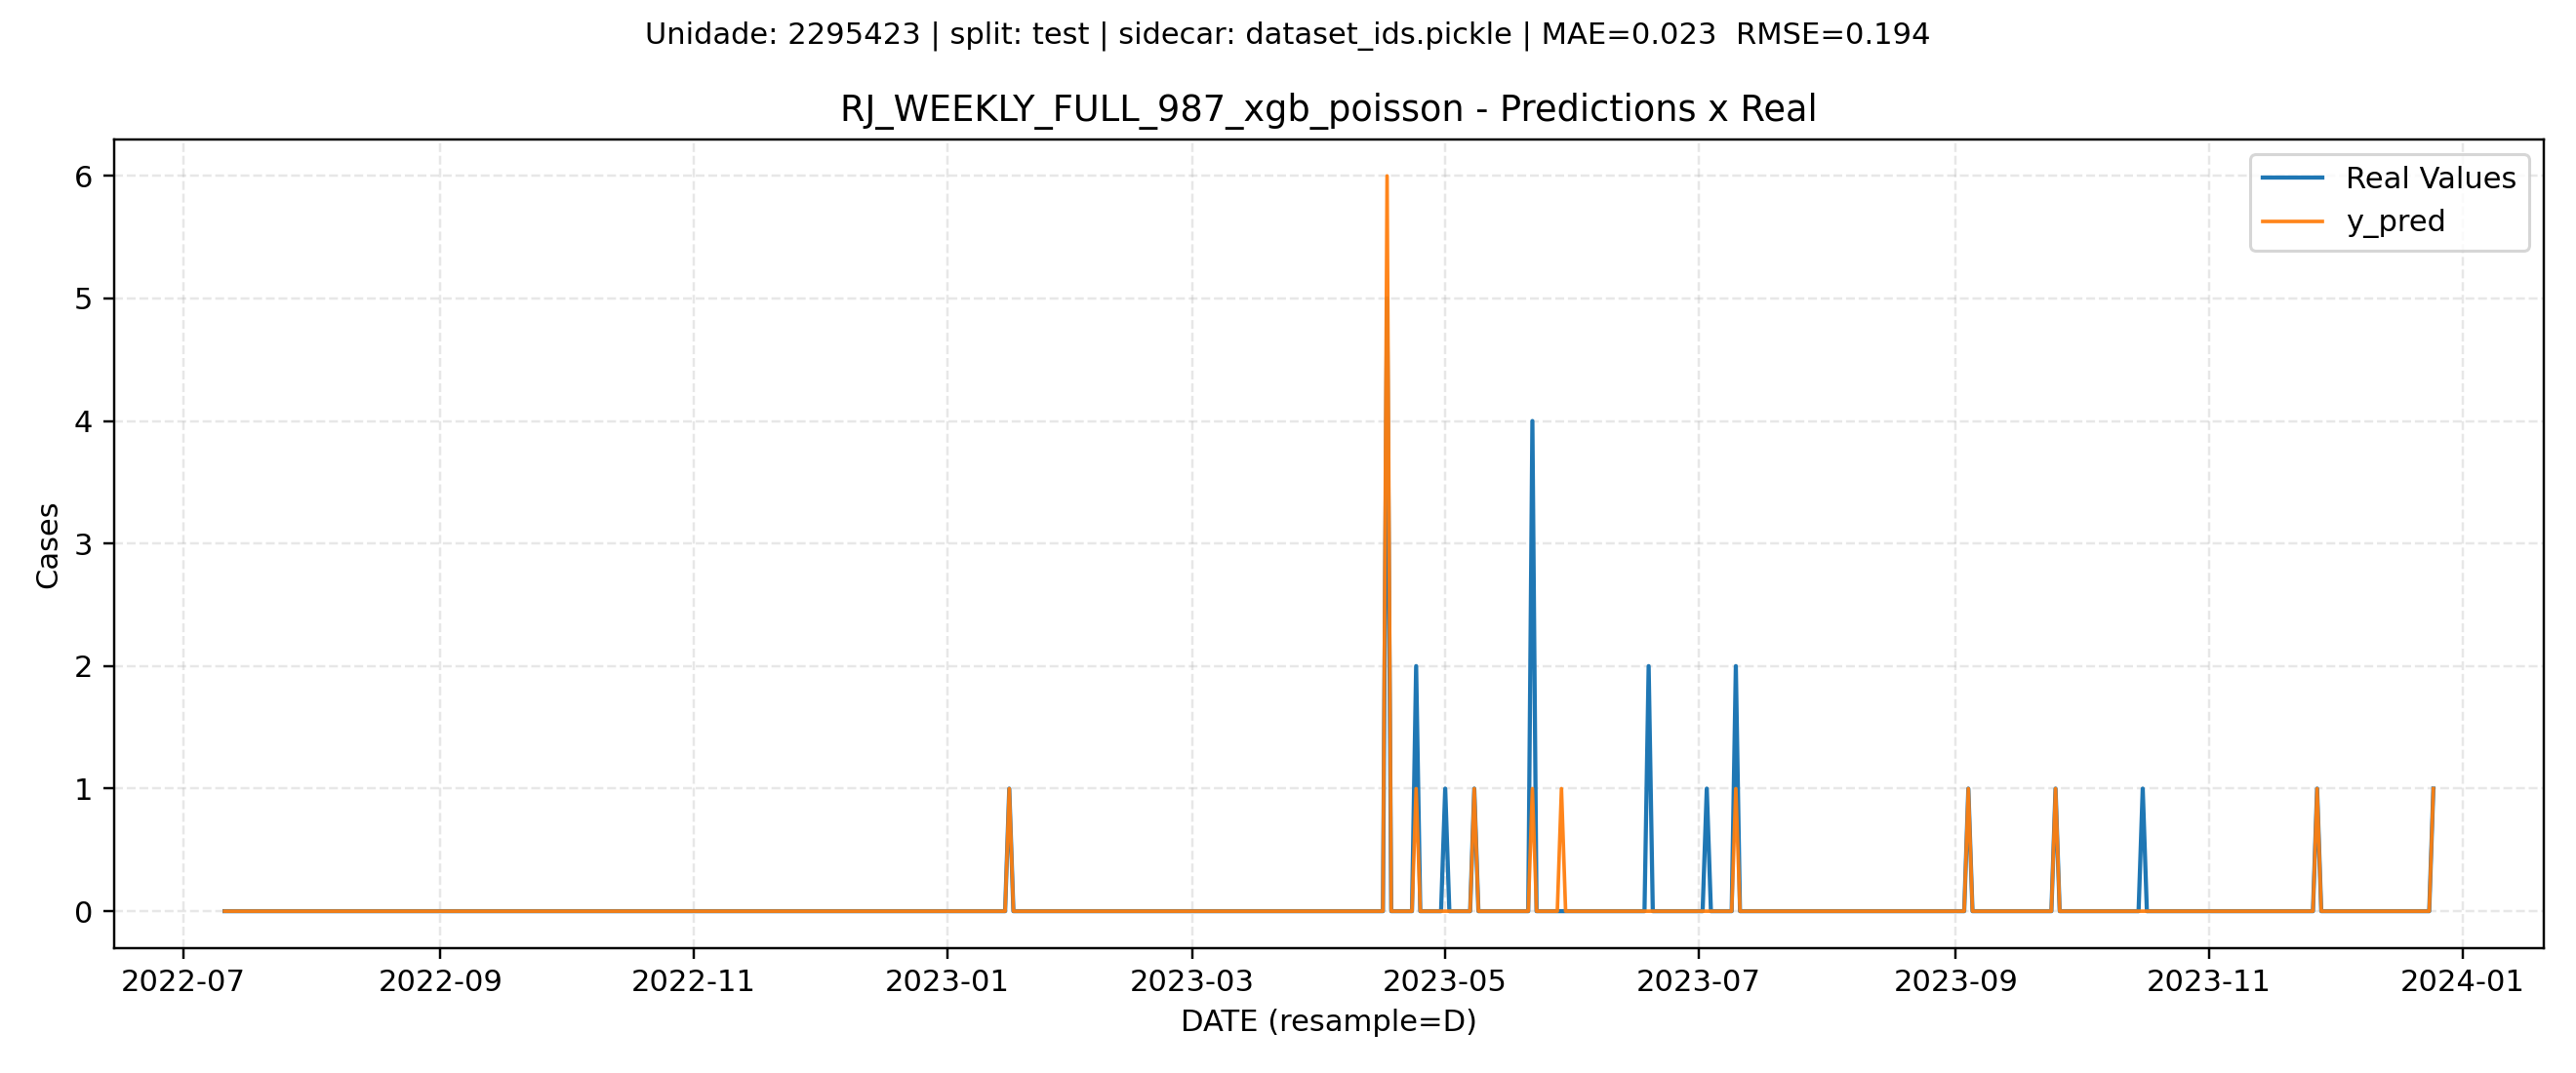 Unidade: 2295423 | split: test | sidecar: dataset_ids.pickle | MAE=0.023  RMSE=0.194
RJ_WEEKLY_FULL_987_xgb_poisson - Predictions x Real
Real Values
y_pred
6
5
4
3
2
1
0
Cases
2022-07
2022-09
2022-11
2023-01
2023-03
2023-05
2023-07
2023-09
2023-11
2024-01
DATE (resample=D)